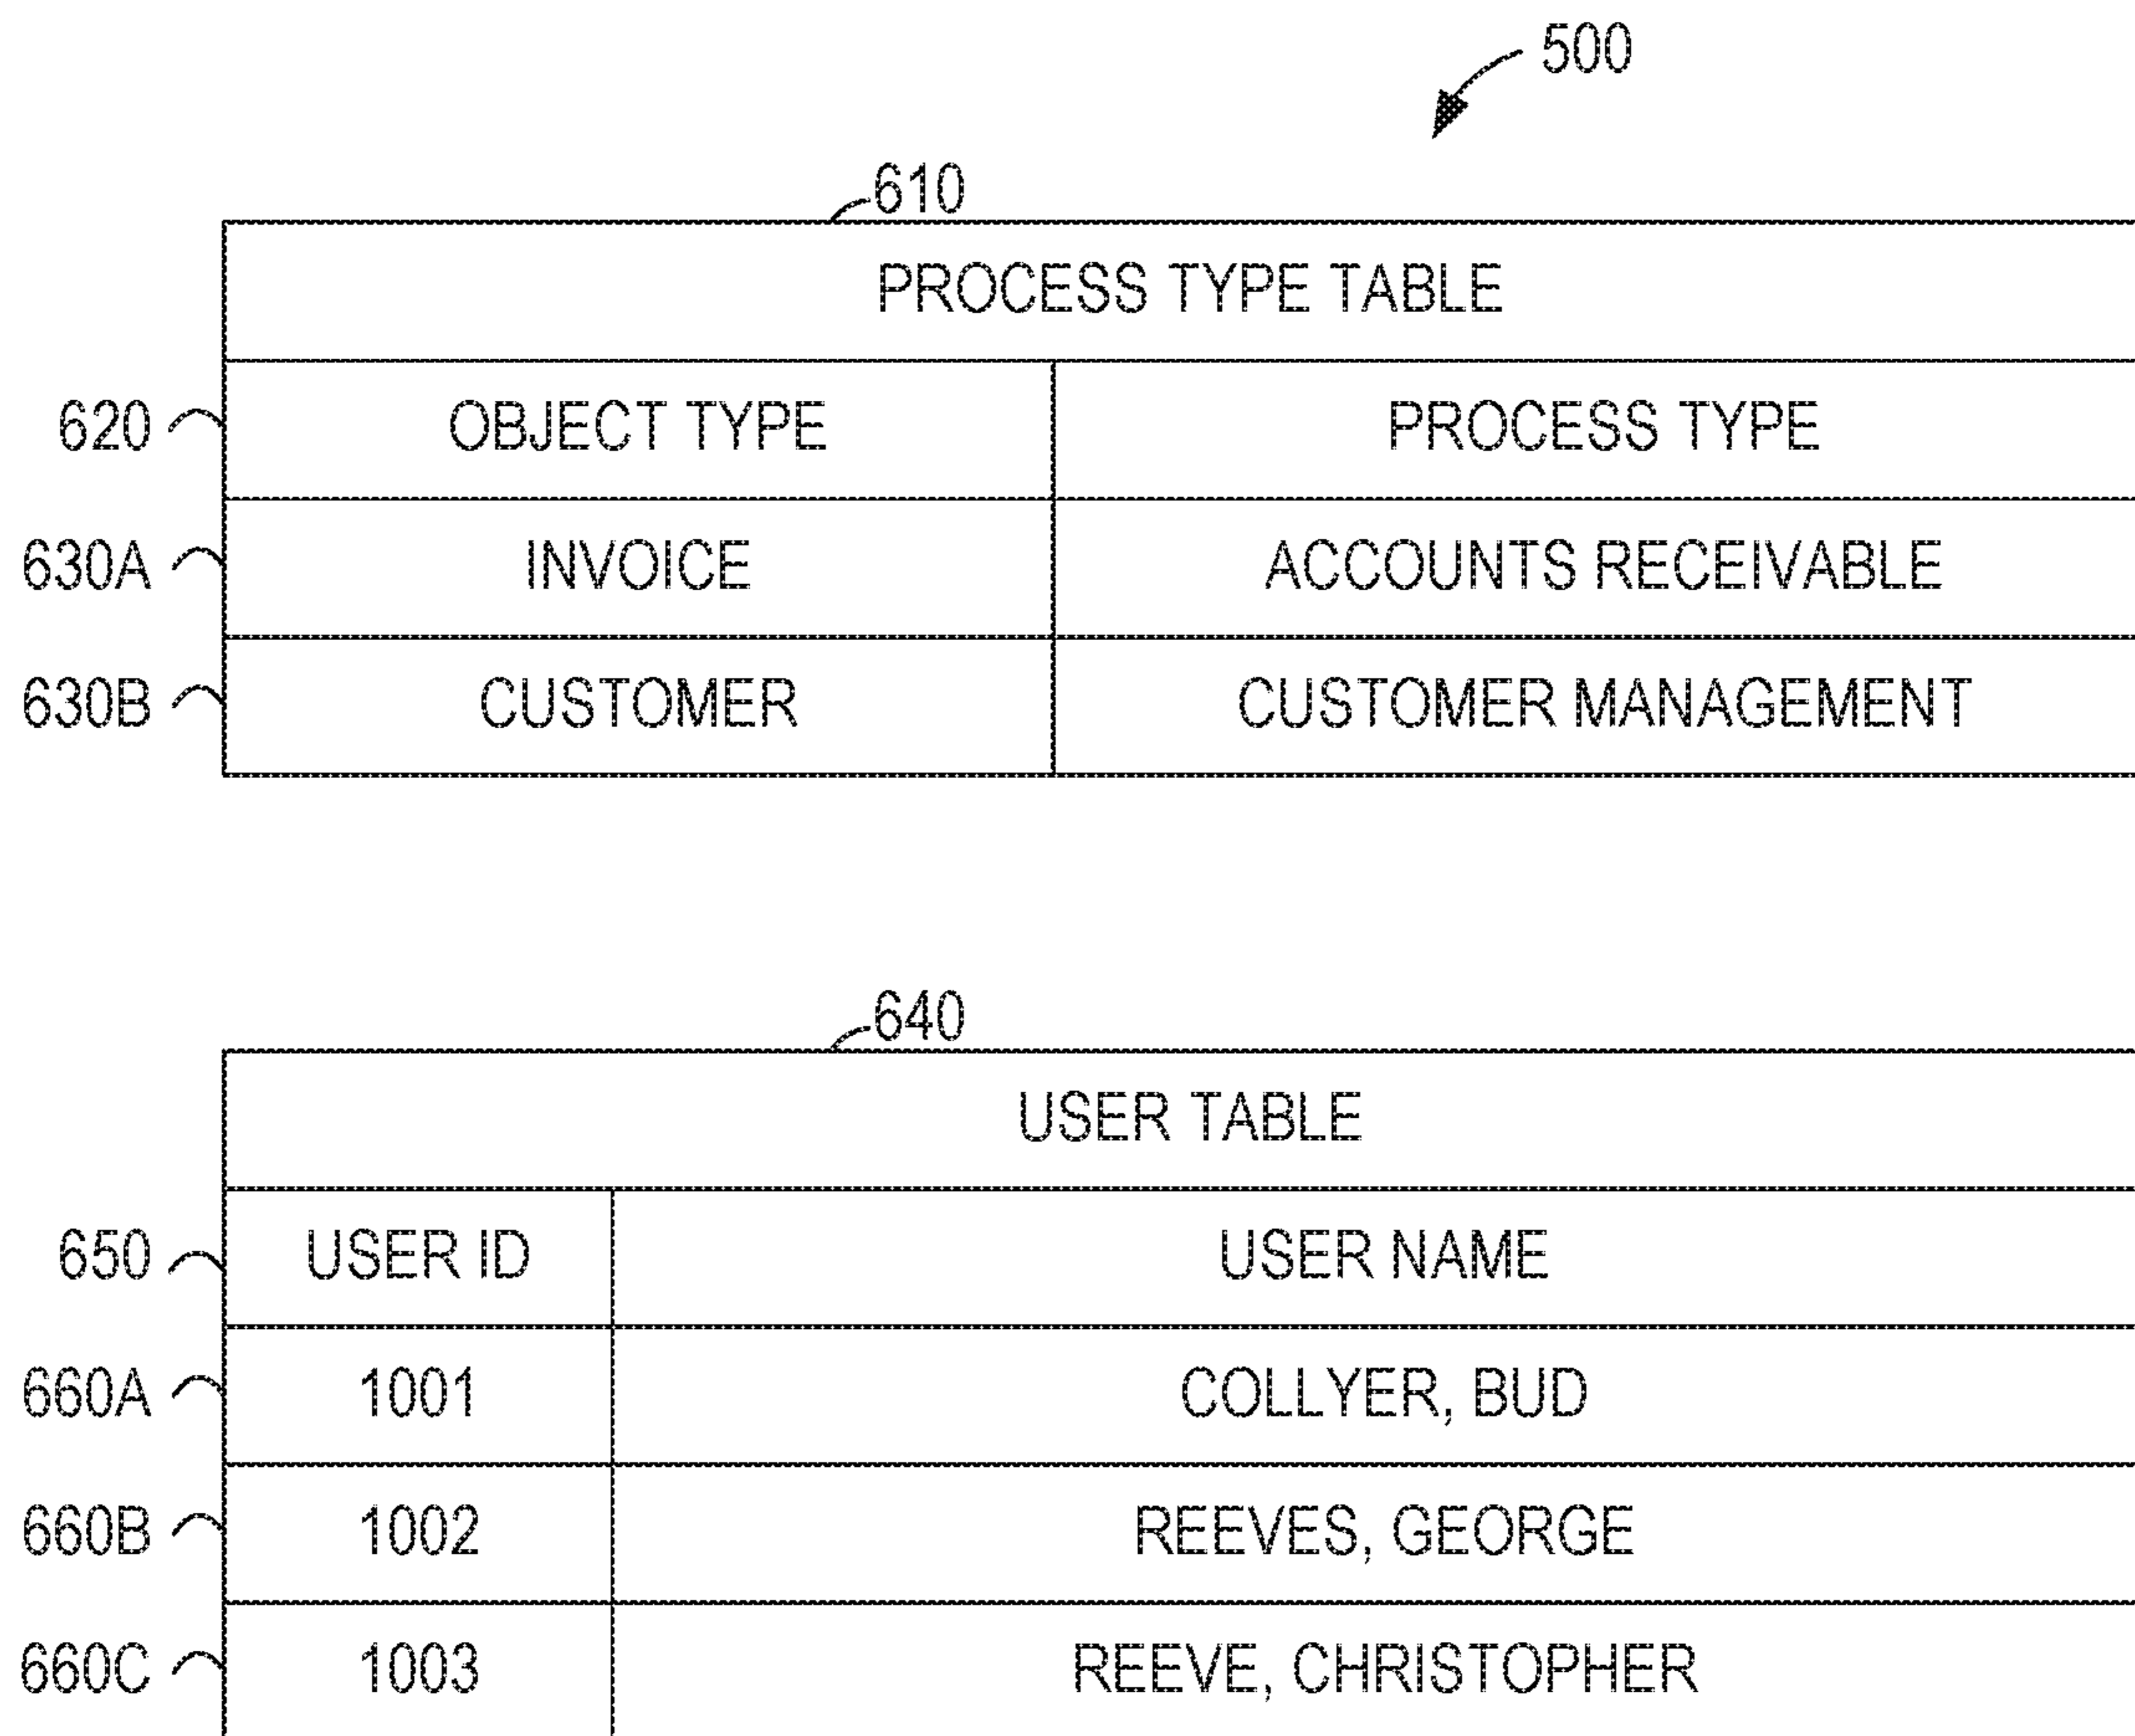 500
610
PROCESS TYPE TABLE
620 OBJECT TYPE PROCESS TYPE
630A INVOICE ACCOUNTS RECEIVABLE
630B CUSTOMER CUSTOMER MANAGEMENT
640
USER TABLE
650 USER ID USER NAME
660A 1001 COLLYER, BUD
660B 1002 REEVES, GEORGE
660C 1003 REEVE, CHRISTOPHER